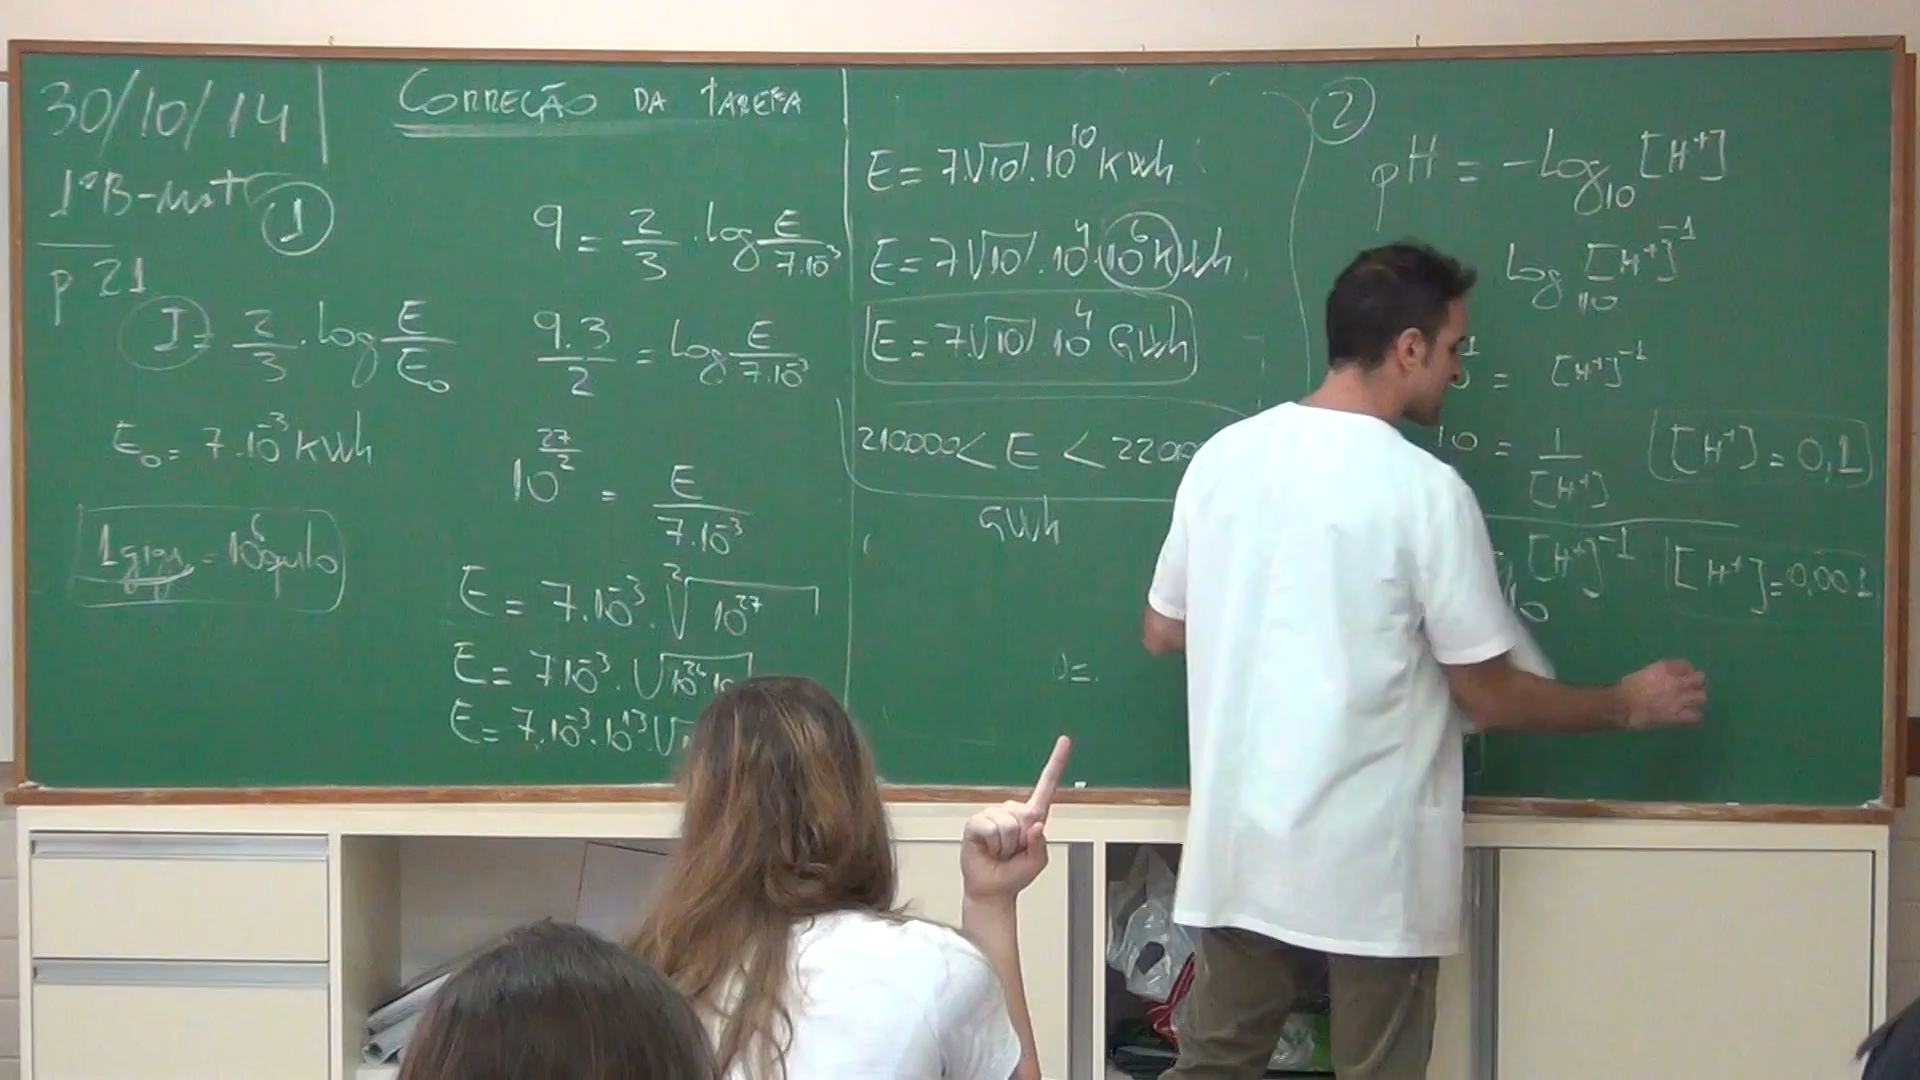 30/10/14
CORREÇÃO DA TAREFA
1ºB-Mat
p 21
1
I = 2/3 . log E/E₀
E₀ = 7.10⁻³ kWh
1 giga = 10⁶ quilo
9 = 2/3 . log E/7.10⁻³
9.3/2 = log E/7.10⁻³
10^27/2 = E/7.10⁻³
E = 7.10⁻³ . ²√10²⁷
E = 7.10⁻³ . √10²⁶.10
E = 7.10⁻³.10¹³.√
E = 7.√10 . 10¹⁰ kWh
E = 7√10 . 10⁴.10⁶ kWh
E = 7.√10 . 10⁴ GWh
210000 < E < 220
GWh
2
pH = -Log₁₀ [H⁺]
Log₁₀ [H⁺]⁻¹
= [H⁺]⁻¹
10 = 1/[H⁺]
[H⁺] = 0,1
[H⁺]⁻¹
10
[H⁺] = 0,001